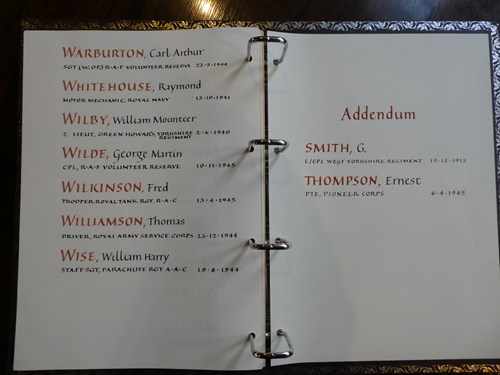 WARBURTON, Carl Arthur
SGT (W.OP.) R·A·F VOLUNTEER RESERVE 23·3·1944
WHITEHOUSE, Raymond
MOTOR MECHANIC, ROYAL NAVY 13·10·1941
WILBY, William Mounteer
2 LIEUT, GREEN HOWARDS, YORKSHIRE REGIMENT 2·6·1940
WILDE, George Martin
CPL, R·A·F VOLUNTEER RESERVE 10·11·1945
WILKINSON, Fred
TROOPER, ROYAL TANK RGT, R·A·C 13·4·1945
WILLIAMSON, Thomas
DRIVER, ROYAL ARMY SERVICE CORPS 23·12·1944
WISE, William Harry
STAFF SGT, PARACHUTE RGT A·A·C 19·8·1944
Addendum
SMITH, G.
L/CPL WEST YORKSHIRE REGIMENT
THOMPSON, Ernest
PTE, PIONEER CORPS 4·4·1945